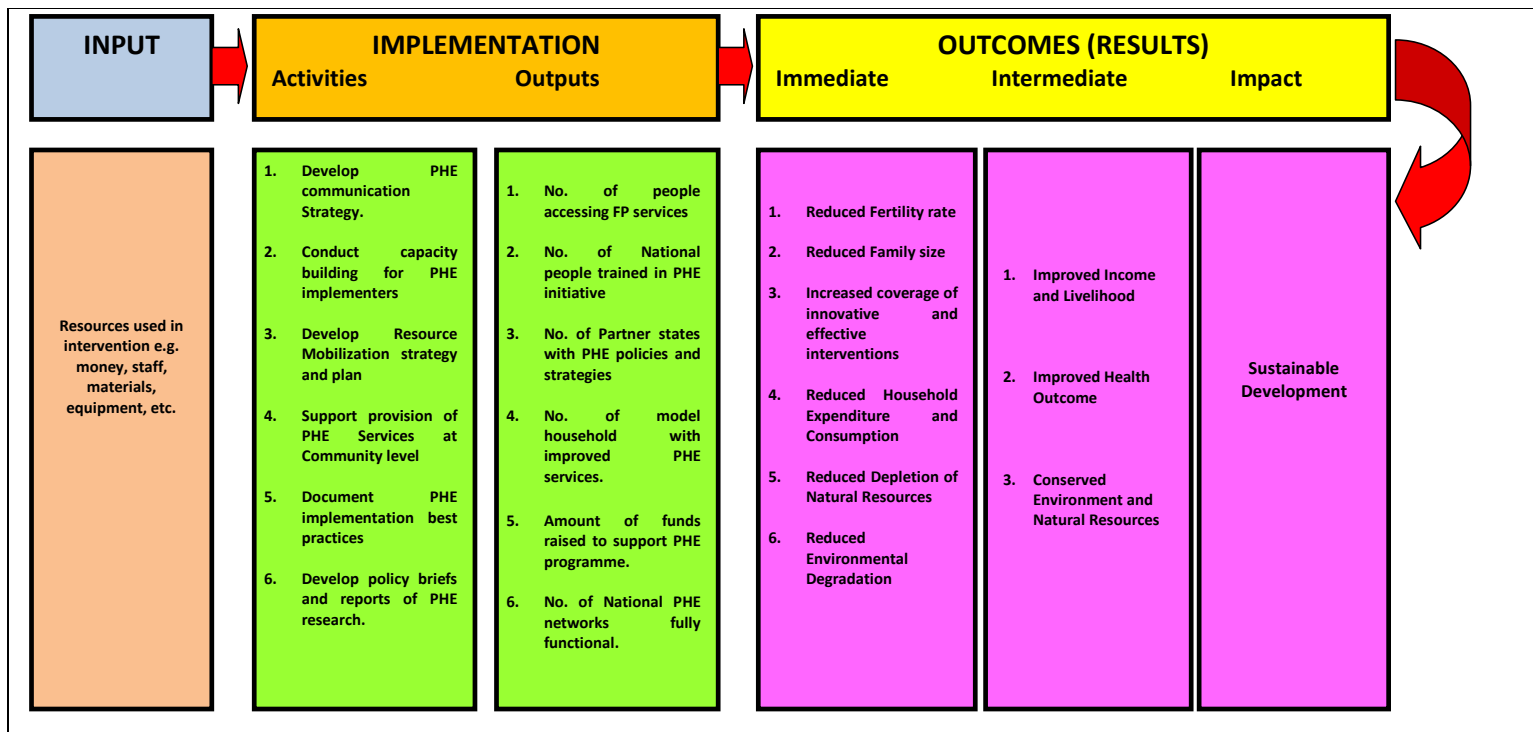 INPUT
IMPLEMENTATION
Activities Outputs
OUTCOMES (RESULTS)
Immediate Intermediate Impact
Resources used in
intervention e.g.
money, staff,
materials,
equipment, etc.
1. Develop PHE
communication
Strategy.
2. Conduct capacity
building for PHE
implementers
3. Develop Resource
Mobilization strategy
and plan
4. Support provision of
PHE Services at
Community level
5. Document PHE
implementation best
practices
6. Develop policy briefs
and reports of PHE
research.
1. No. of people
accessing FP services
2. No. of National
people trained in PHE
initiative
3. No. of Partner states
with PHE policies and
strategies
4. No. of model
household with
improved PHE
services.
5. Amount of funds
raised to support PHE
programme.
6. No. of National PHE
networks fully
functional.
1. Reduced Fertility rate
2. Reduced Family size
3. Increased coverage of
innovative and
effective
interventions
4. Reduced Household
Expenditure and
Consumption
5. Reduced Depletion of
Natural Resources
6. Reduced
Environmental
Degradation
1. Improved Income
and Livelihood
2. Improved Health
Outcome
3. Conserved
Environment and
Natural Resources
Sustainable
Development